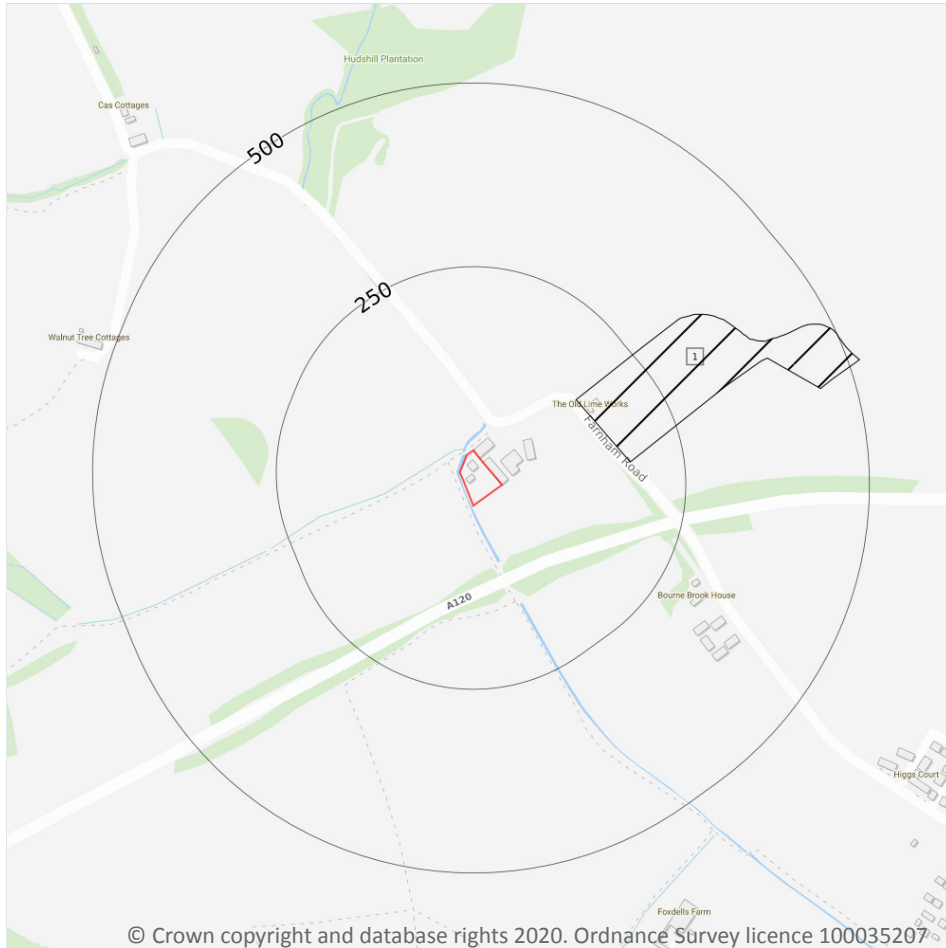 Hudshill Plantation
Cas Cottages
500
250
Walnut Tree Cottages
1
The Old Lime Works
Farnham Road
Bourne Brook House
A120
Higgs Court
Foxdells Farm
© Crown copyright and database rights 2020. Ordnance Survey licence 100035207